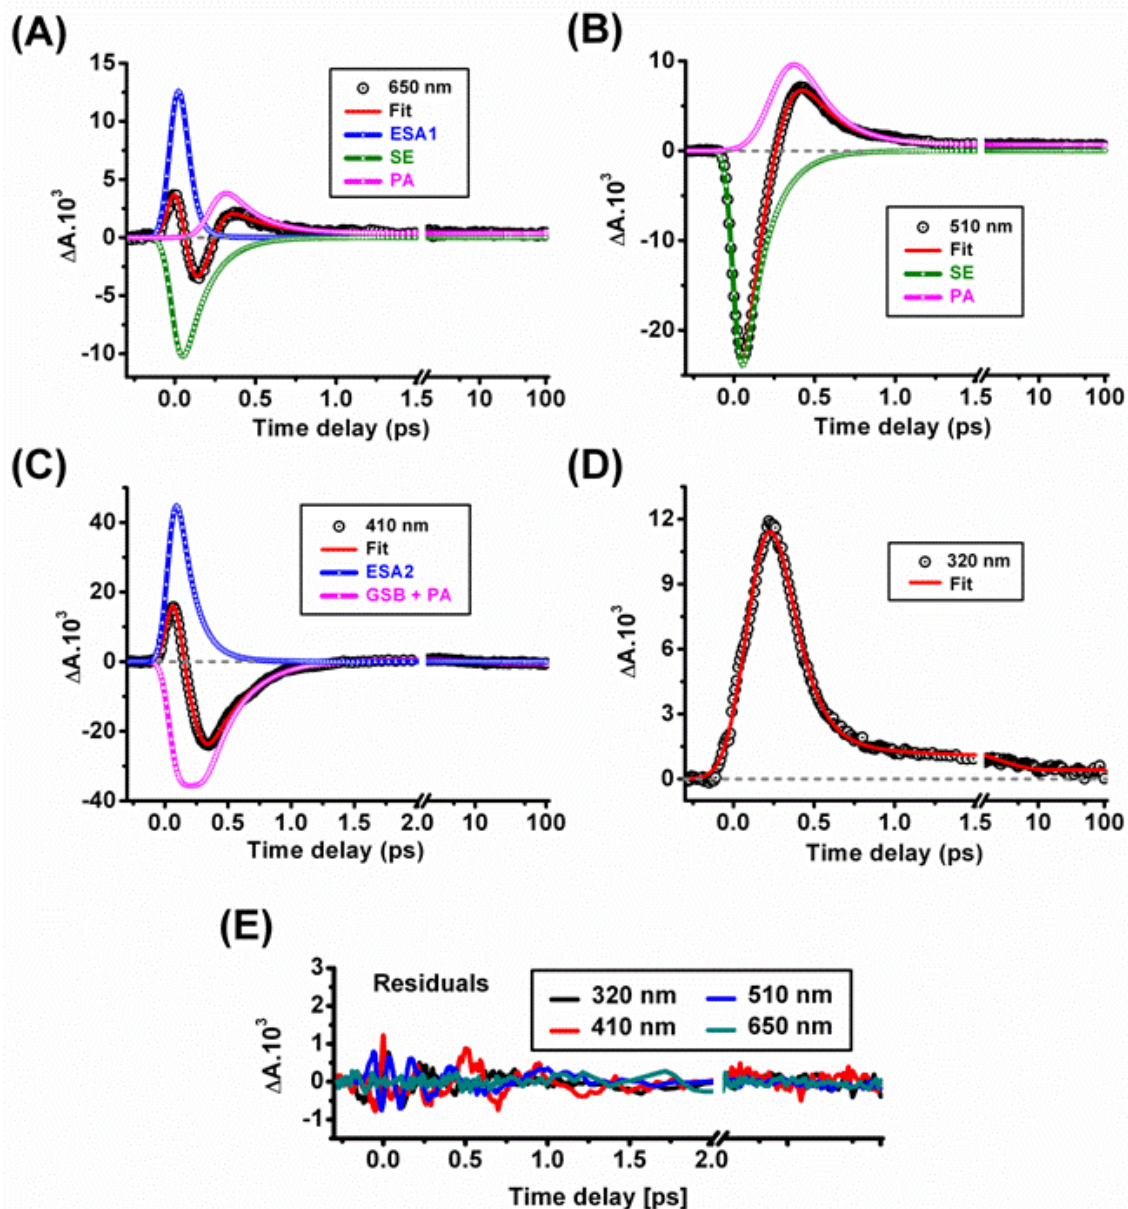 (A)
15
10
5
0
-5
-10
ΔA.10³
650 nm
Fit
ESA1
SE
PA
0.0 0.5 1.0 1.5 10 100
Time delay (ps)
(B)
10
0
-10
-20
ΔA.10³
510 nm
Fit
SE
PA
0.0 0.5 1.0 1.5 10 100
Time delay (ps)
(C)
40
20
0
-20
-40
ΔA.10³
410 nm
Fit
ESA2
GSB + PA
0.0 0.5 1.0 1.5 2.0 10 100
Time delay (ps)
(D)
12
9
6
3
0
ΔA.10³
320 nm
Fit
0.0 0.5 1.0 1.5 10 100
Time delay (ps)
(E)
3
2
1
0
-1
ΔA.10³
Residuals
320 nm 510 nm
410 nm 650 nm
0.0 0.5 1.0 1.5 2.0
Time delay [ps]